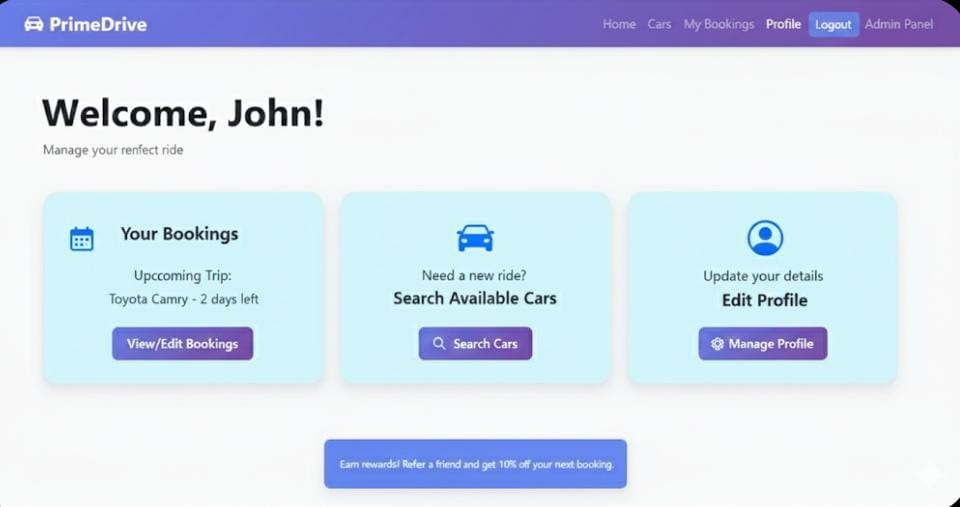 PrimeDrive
Home Cars My Bookings Profile Logout Admin Panel
Welcome, John!
Manage your renfect ride
Your Bookings
Upccoming Trip:
Toyota Camry - 2 days left
View/Edit Bookings
Need a new ride?
Search Available Cars
Search Cars
Update your details
Edit Profile
Manage Profile
Earn rewards! Refer a friend and get 10% off your next booking.